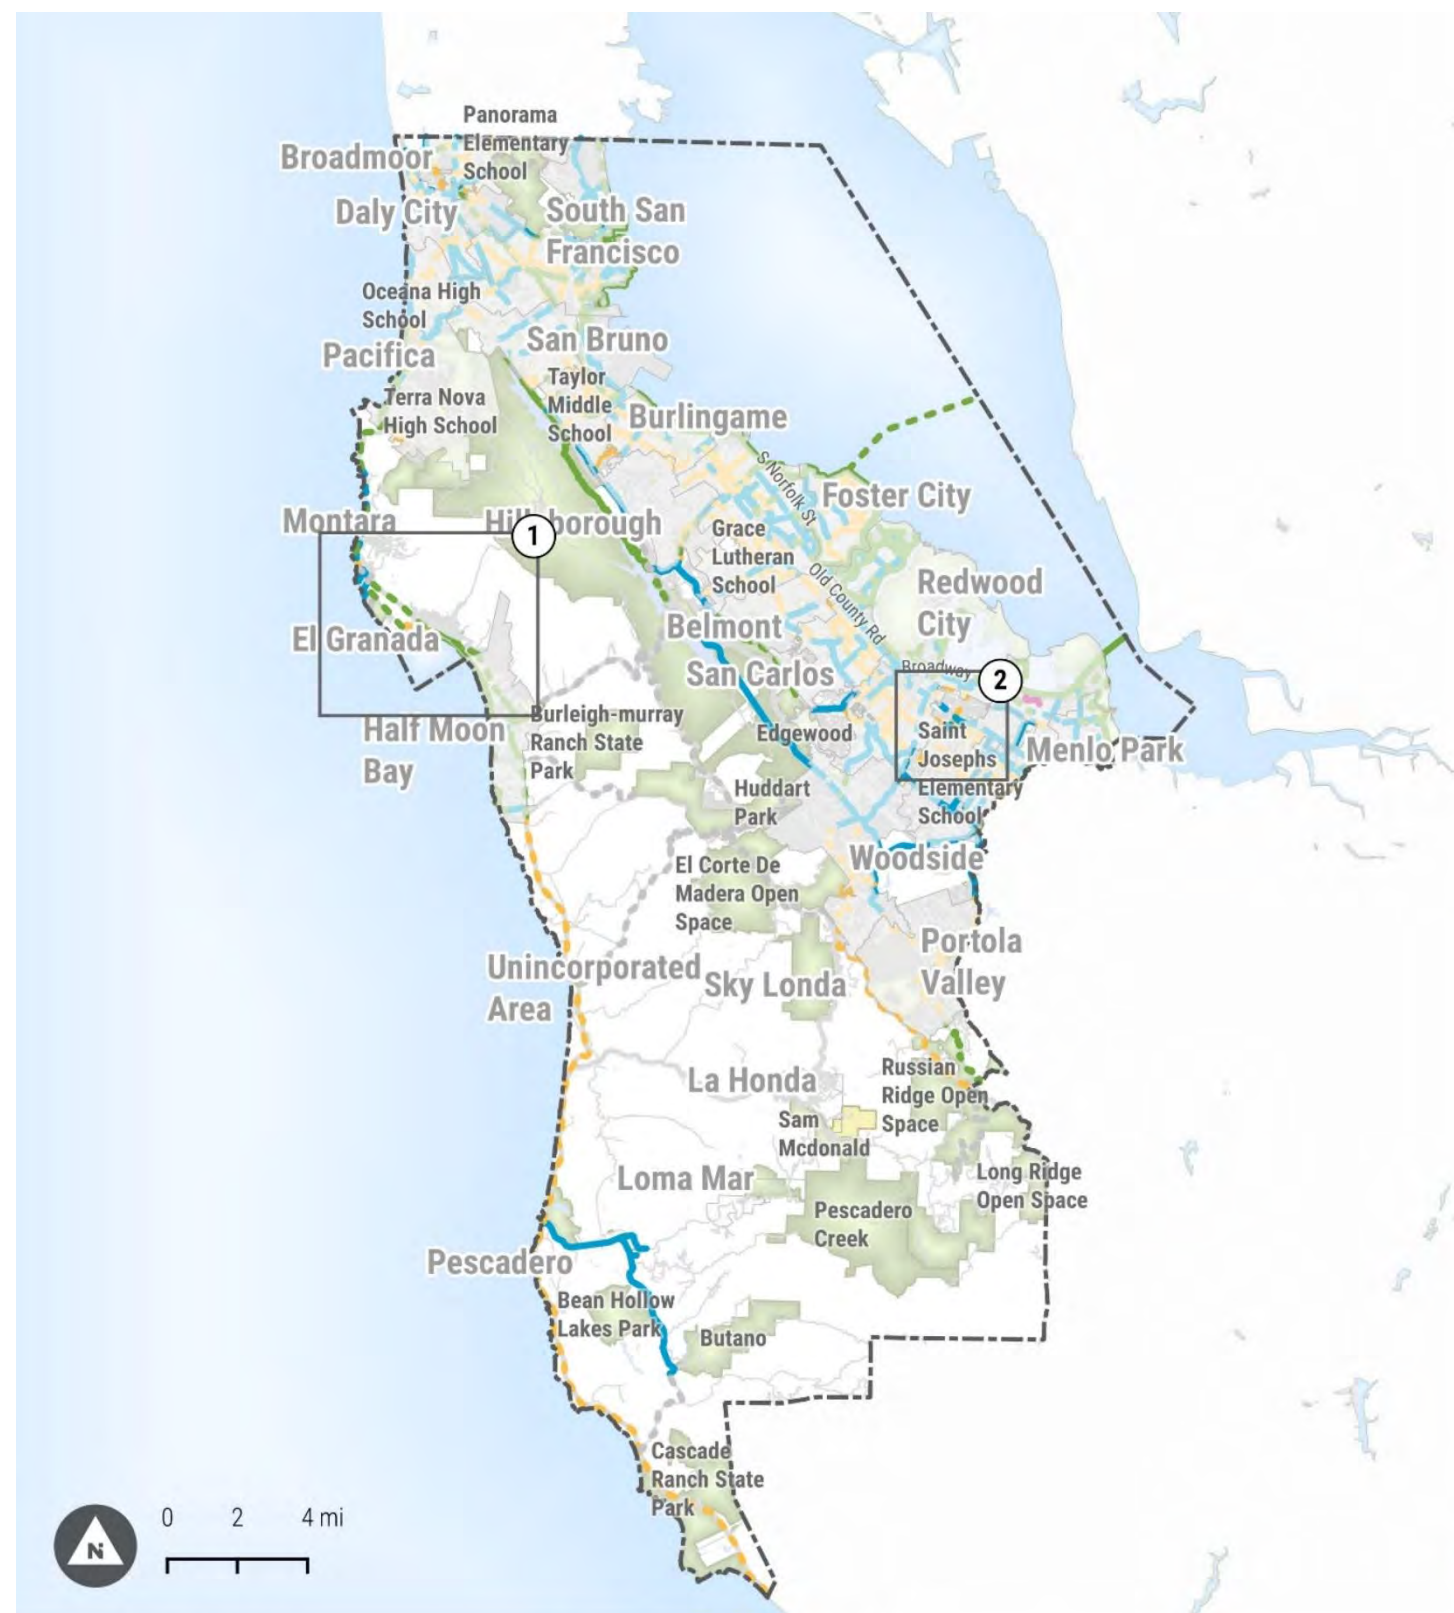 Panorama
Elementary
School
Broadmoor
Daly City
South San
Francisco
Oceana High
School
San Bruno
Pacifica
Taylor
Middle
School
Terra Nova
High School
Burlingame
S Norfolk St
Foster City
Montara
Hillsborough
1
Grace
Lutheran
School
Old County Rd
Redwood
City
El Granada
Belmont
San Carlos
Broadway
2
Half Moon
Bay
Burleigh-murray
Ranch State
Park
Edgewood
Saint
Josephs
Elementary
School
Menlo Park
Huddart
Park
El Corte De
Madera Open
Space
Woodside
Unincorporated
Area
Sky Londa
Portola
Valley
La Honda
Russian
Ridge Open
Space
Sam
Mcdonald
Loma Mar
Long Ridge
Open Space
Pescadero
Creek
Pescadero
Bean Hollow
Lakes Park
Butano
Cascade
Ranch State
Park
0 2 4 mi
N